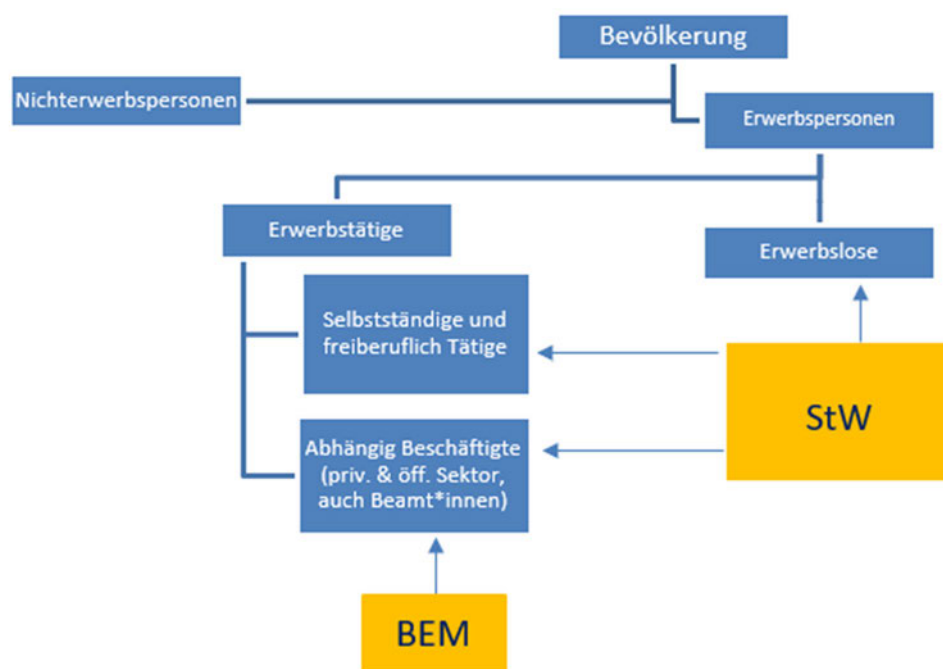 Bevölkerung
Nichterwerbspersonen
Erwerbspersonen
Erwerbstätige
Erwerbslose
Selbstständige und
freiberuflich Tätige
StW
Abhängig Beschäftigte
(priv. & öff. Sektor,
auch Beamt*innen)
BEM